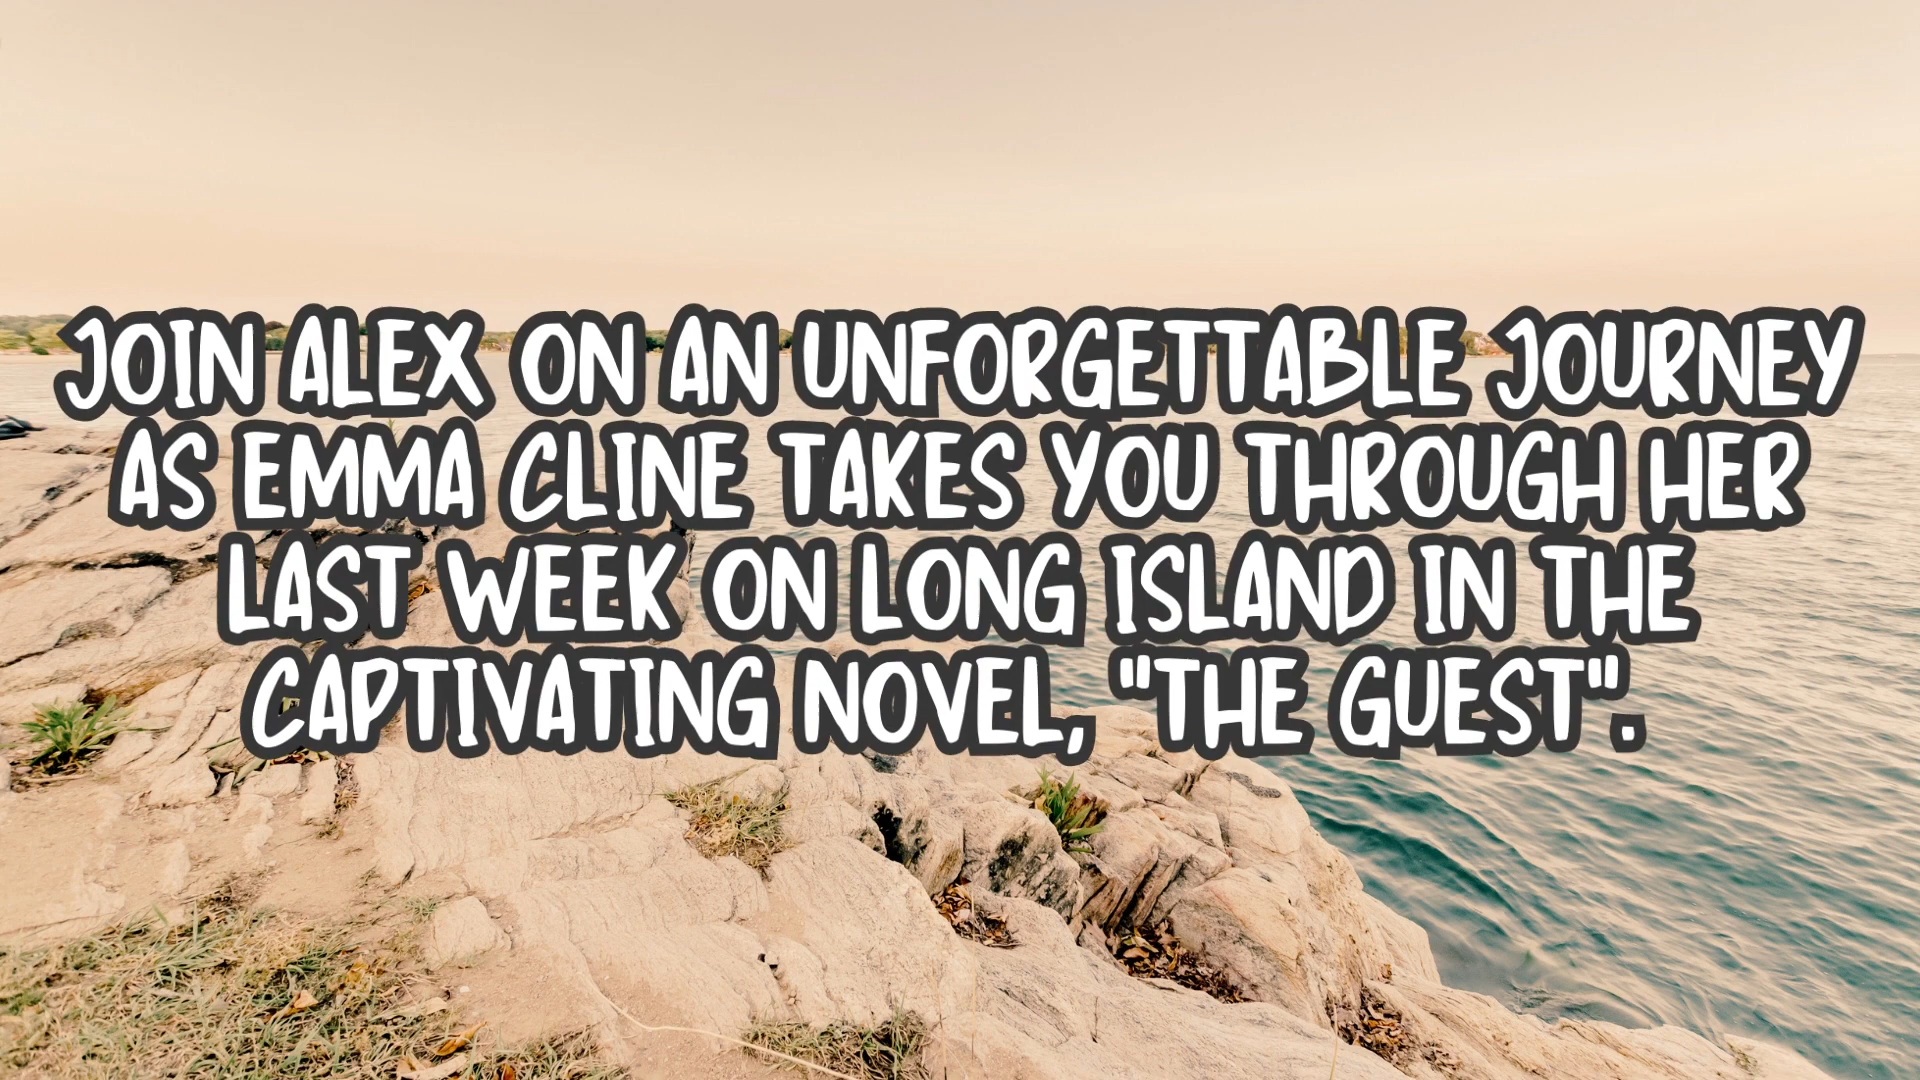 JOIN ALEX ON AN UNFORGETTABLE JOURNEY
AS EMMA CLINE TAKES YOU THROUGH HER
LAST WEEK ON LONG ISLAND IN THE
CAPTIVATING NOVEL, "THE GUEST".